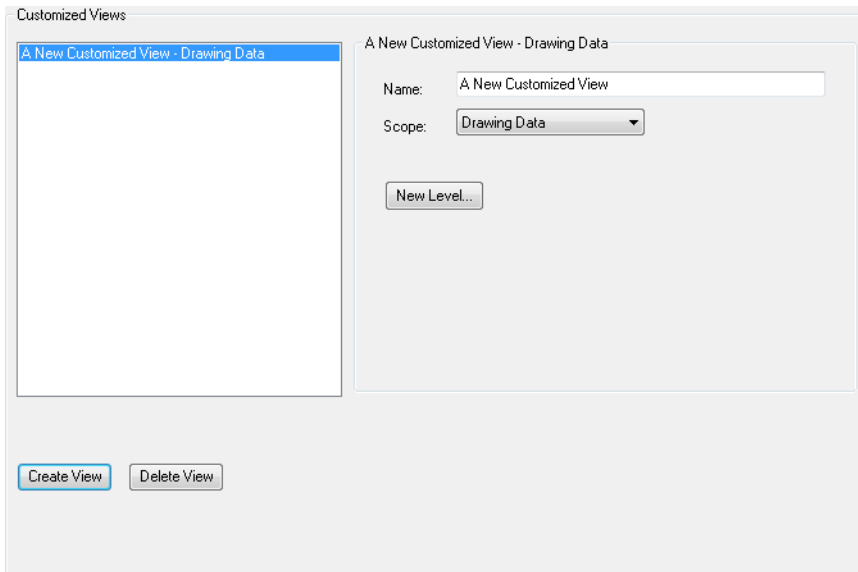 Customized Views
A New Customized View - Drawing Data
A New Customized View - Drawing Data
Name:
A New Customized View
Scope:
Drawing Data
New Level...
Create View
Delete View